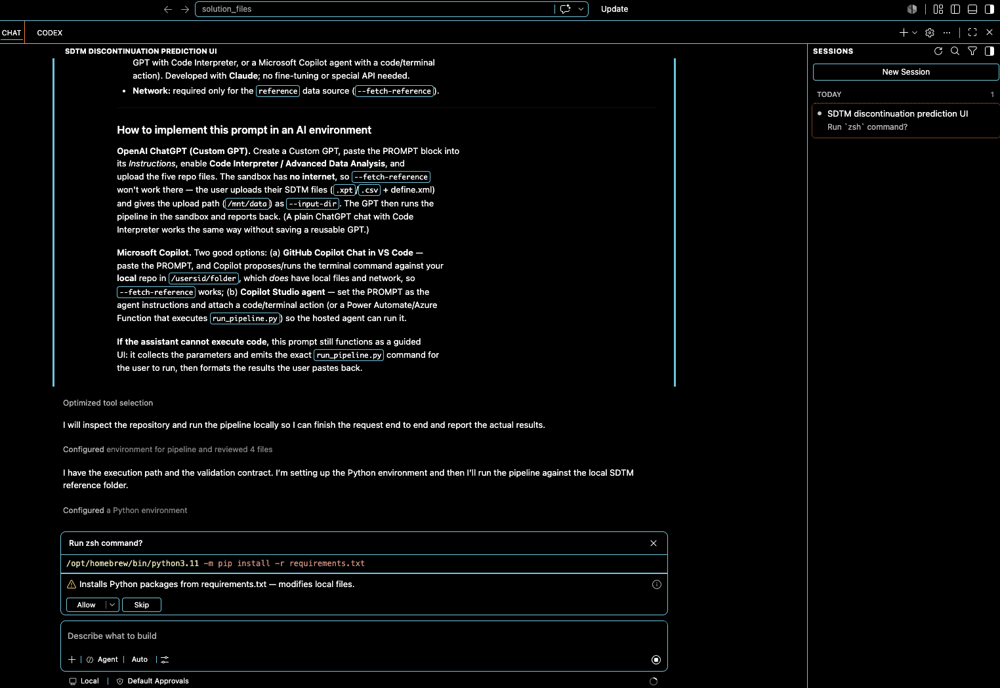 solution_files
Update
CHAT
CODEX
SDTM DISCONTINUATION PREDICTION UI
GPT with Code Interpreter, or a Microsoft Copilot agent with a code/terminal
action). Developed with Claude; no fine-tuning or special API needed.
• Network: required only for the reference data source (--fetch-reference).
How to implement this prompt in an AI environment
OpenAI ChatGPT (Custom GPT). Create a Custom GPT, paste the PROMPT block into
its Instructions, enable Code Interpreter / Advanced Data Analysis, and
upload the five repo files. The sandbox has no internet, so --fetch-reference
won't work there — the user uploads their SDTM files (.xpt/.csv + define.xml)
and gives the upload path (/mnt/data) as --input-dir. The GPT then runs the
pipeline in the sandbox and reports back. (A plain ChatGPT chat with Code
Interpreter works the same way without saving a reusable GPT.)
Microsoft Copilot. Two good options: (a) GitHub Copilot Chat in VS Code —
paste the PROMPT, and Copilot proposes/runs the terminal command against your
local repo in /usersid/folder, which does have local files and network, so
--fetch-reference works; (b) Copilot Studio agent — set the PROMPT as the
agent instructions and attach a code/terminal action (or a Power Automate/Azure
Function that executes run_pipeline.py) so the hosted agent can run it.
If the assistant cannot execute code, this prompt still functions as a guided
UI: it collects the parameters and emits the exact run_pipeline.py command for
the user to run, then formats the results the user pastes back.
Optimized tool selection
I will inspect the repository and run the pipeline locally so I can finish the request end to end and report the actual results.
Configured environment for pipeline and reviewed 4 files
I have the execution path and the validation contract. I'm setting up the Python environment and then I'll run the pipeline against the local SDTM
reference folder.
Configured a Python environment
Run zsh command?
/opt/homebrew/bin/python3.11 -m pip install -r requirements.txt
Installs Python packages from requirements.txt — modifies local files.
Allow
Skip
Describe what to build
Agent
Auto
Local
Default Approvals
SESSIONS
New Session
TODAY
1
SDTM discontinuation prediction UI
Run `zsh` command?